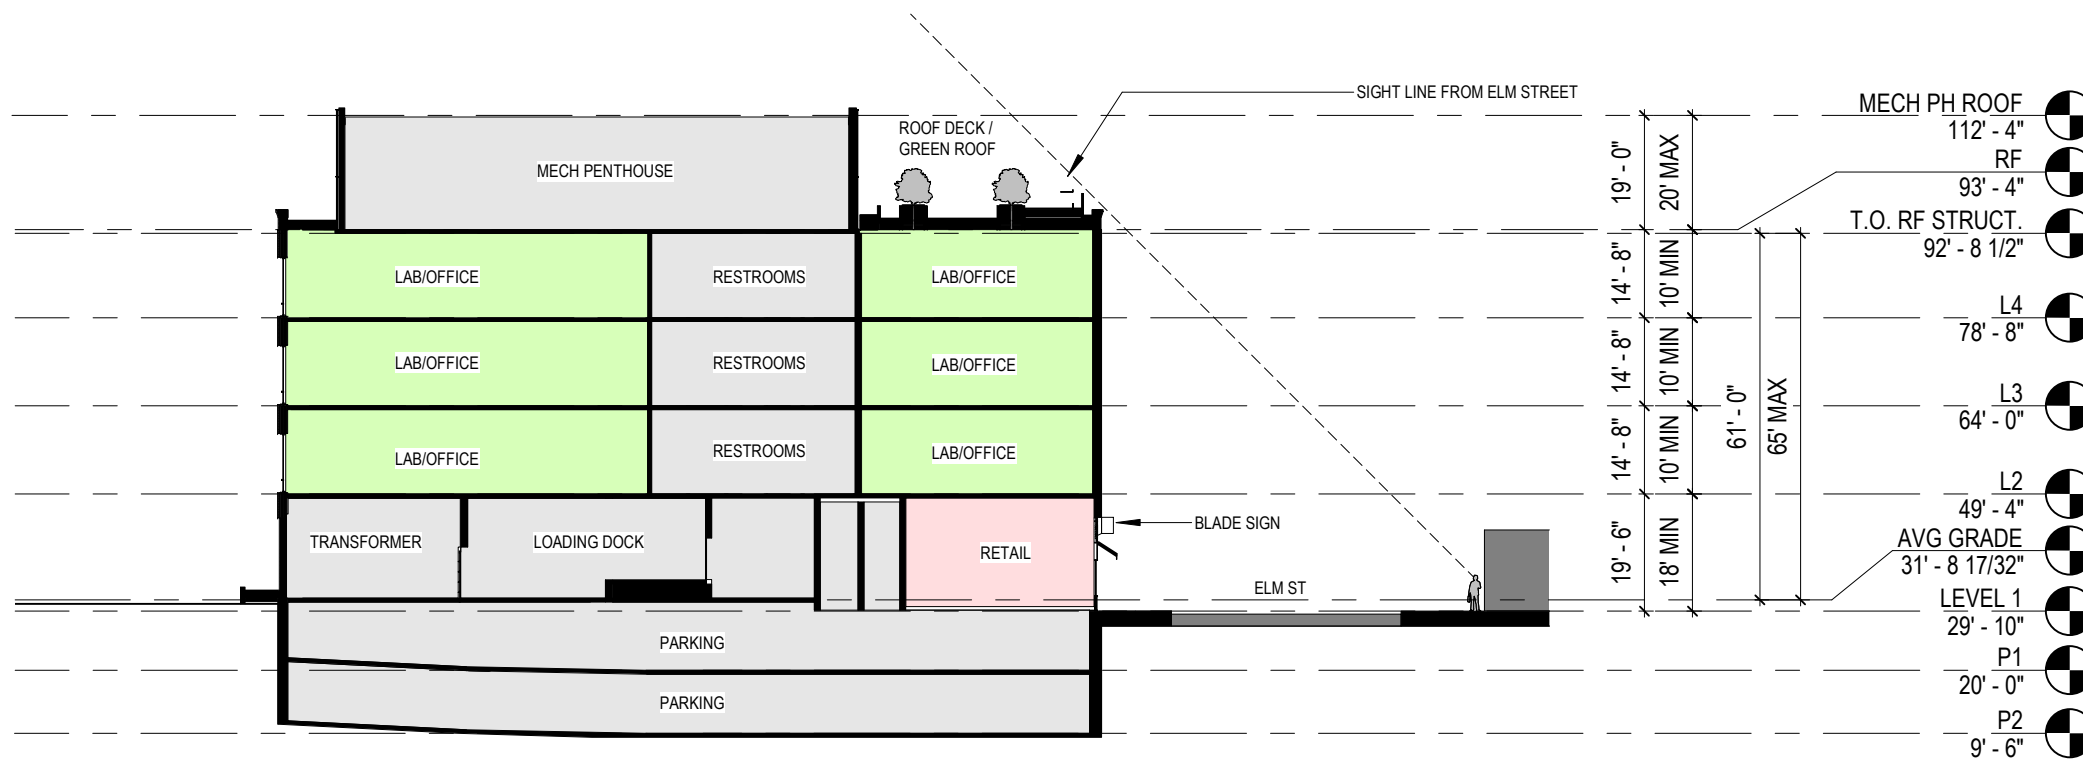 SIGHT LINE FROM ELM STREET
MECH PH ROOF
112' - 4"
ROOF DECK /
GREEN ROOF
MECH PENTHOUSE
19' - 0"
20' MAX
RF
93' - 4"
T.O. RF STRUCT.
92' - 8 1/2"
LAB/OFFICE
RESTROOMS
LAB/OFFICE
14' - 8"
10' MIN
L4
78' - 8"
LAB/OFFICE
RESTROOMS
LAB/OFFICE
14' - 8"
10' MIN
61' - 0"
65' MAX
L3
64' - 0"
LAB/OFFICE
RESTROOMS
LAB/OFFICE
14' - 8"
10' MIN
L2
49' - 4"
BLADE SIGN
TRANSFORMER
LOADING DOCK
RETAIL
19' - 6"
18' MIN
AVG GRADE
31' - 8 17/32"
ELM ST
LEVEL 1
29' - 10"
PARKING
P1
20' - 0"
PARKING
P2
9' - 6"